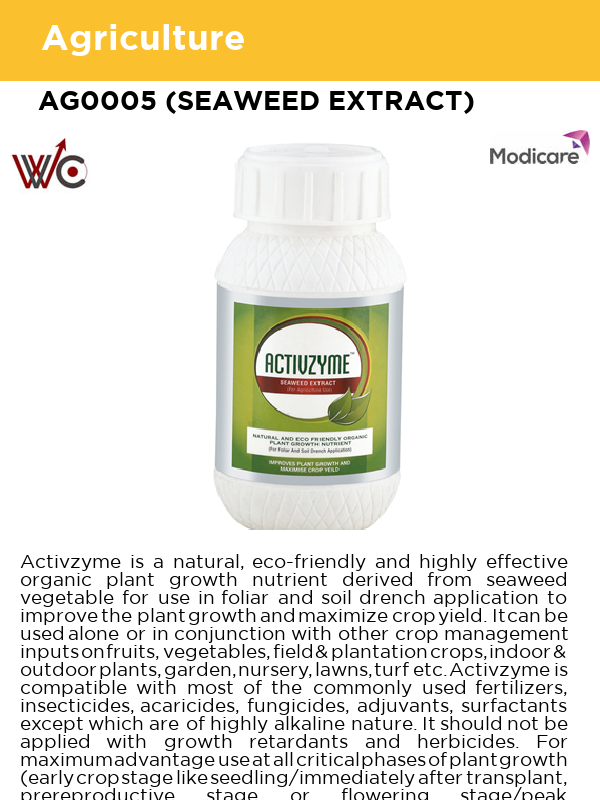 Agriculture
AG0005 (SEAWEED EXTRACT)
WC
Modicare
ACTIVZYME™
SEAWEED EXTRACT
(For Agriculture Use)
NATURAL AND ECO FRIENDLY ORGANIC
PLANT GROWTH NUTRIENT
(For Foliar And Soil Drench Application)
IMPROVES PLANT GROWTH AND
MAXIMISE CROP YEILD
Activzyme is a natural, eco-friendly and highly effective
organic plant growth nutrient derived from seaweed
vegetable for use in foliar and soil drench application to
improve the plant growth and maximize crop yield. It can be
used alone or in conjunction with other crop management
inputs on fruits, vegetables, field & plantation crops, indoor &
outdoor plants, garden, nursery, lawns, turf etc. Activzyme is
compatible with most of the commonly used fertilizers,
insecticides, acaricides, fungicides, adjuvants, surfactants
except which are of highly alkaline nature. It should not be
applied with growth retardants and herbicides. For
maximum advantage use at all critical phases of plant growth
(early crop stage like seedling/immediately after transplant,
prereproductive stage or flowering stage/peak